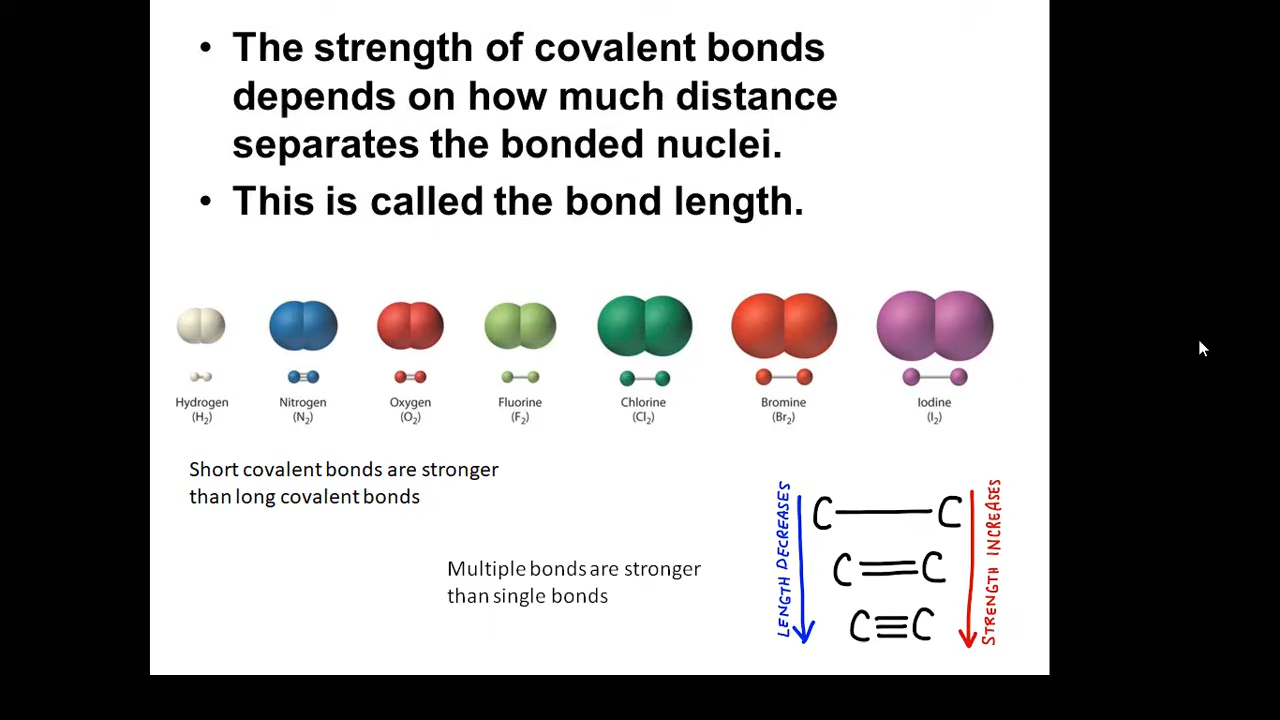 • The strength of covalent bonds
depends on how much distance
separates the bonded nuclei.
• This is called the bond length.
Hydrogen
(H₂)
Nitrogen
(N₂)
Oxygen
(O₂)
Fluorine
(F₂)
Chlorine
(Cl₂)
Bromine
(Br₂)
Iodine
(I₂)
Short covalent bonds are stronger
than long covalent bonds
Multiple bonds are stronger
than single bonds
LENGTH DECREASES
C—C
C=C
C≡C
STRENGTH INCREASES